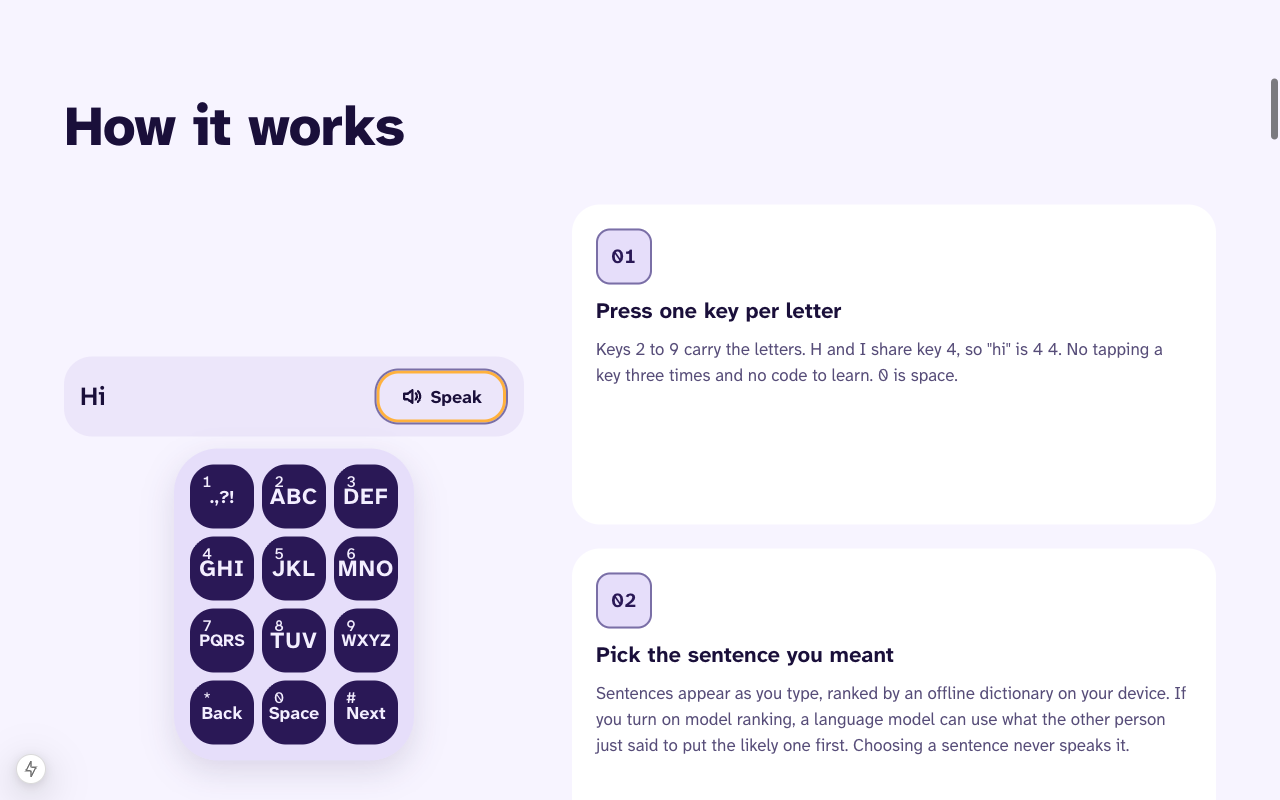 How it works
Hi
Speak
1
.,?!
2
ABC
3
DEF
4
GHI
5
JKL
6
MNO
7
PQRS
8
TUV
9
WXYZ
*
Back
0
Space
#
Next
01
Press one key per letter
Keys 2 to 9 carry the letters. H and I share key 4, so "hi" is 4 4. No tapping a
key three times and no code to learn. 0 is space.
02
Pick the sentence you meant
Sentences appear as you type, ranked by an offline dictionary on your device. If
you turn on model ranking, a language model can use what the other person
just said to put the likely one first. Choosing a sentence never speaks it.